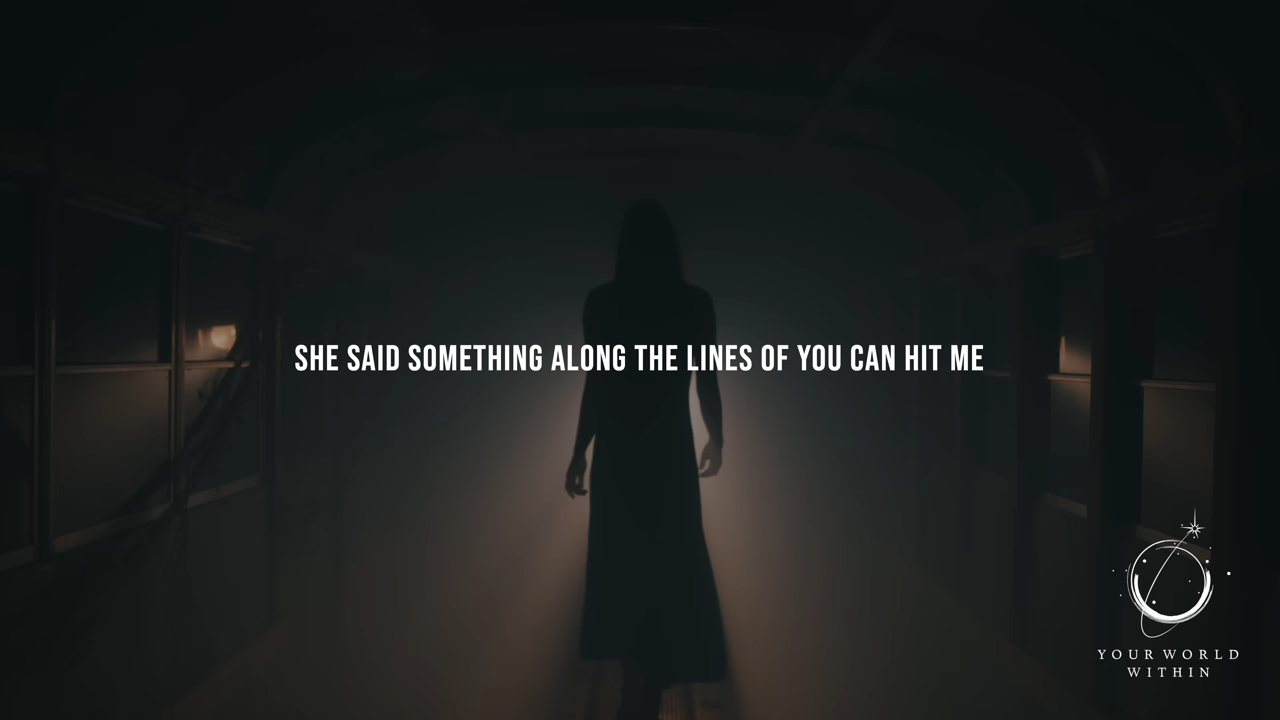 SHE SAID SOMETHING ALONG THE LINES OF YOU CAN HIT ME
YOUR WORLD
WITHIN